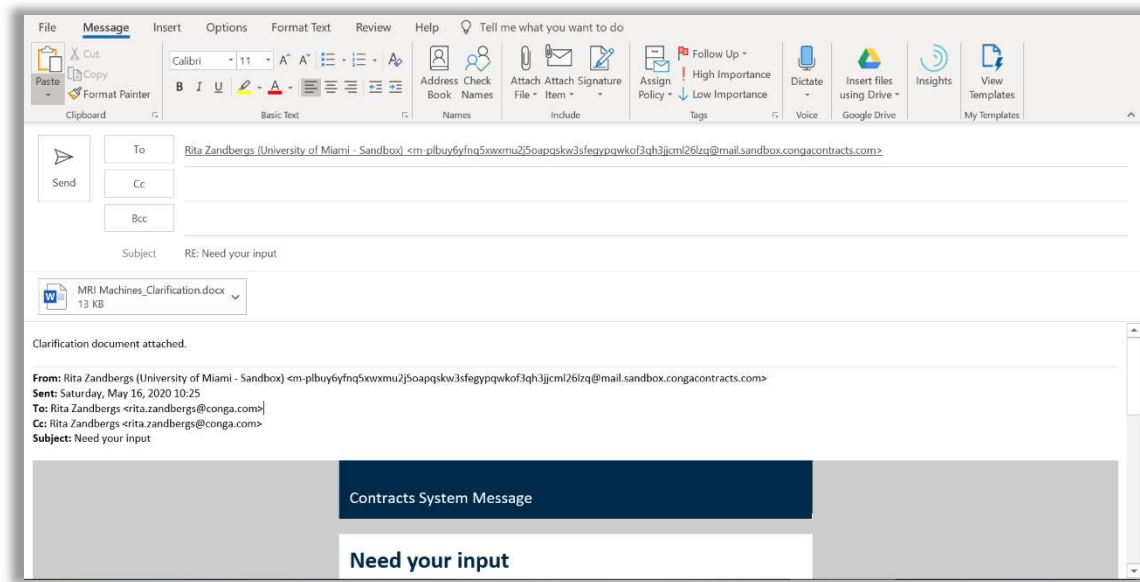 File Message Insert Options Format Text Review Help Tell me what you want to do
Paste
Cut
Copy
Format Painter
Clipboard
Calibri 11
B I U
Basic Text
Address Book
Check Names
Names
Attach File
Attach Item
Signature
Include
Assign Policy
Follow Up
High Importance
Low Importance
Tags
Dictate
Voice
Insert files using Drive
Google Drive
Insights
View Templates
My Templates
Send
To Rita Zandbergs (University of Miami - Sandbox) <m-plbuy6yfnq5xwxmu2j5oapqskw3sfegypqwkof3qh3jjcml26lzq@mail.sandbox.congacontracts.com>
Cc
Bcc
Subject RE: Need your input
MRI Machines_Clarification.docx
13 KB
Clarification document attached.
From: Rita Zandbergs (University of Miami - Sandbox) <m-plbuy6yfnq5xwxmu2j5oapqskw3sfegypqwkof3qh3jjcml26lzq@mail.sandbox.congacontracts.com>
Sent: Saturday, May 16, 2020 10:25
To: Rita Zandbergs <rita.zandbergs@conga.com>
Cc: Rita Zandbergs <rita.zandbergs@conga.com>
Subject: Need your input
Contracts System Message
Need your input